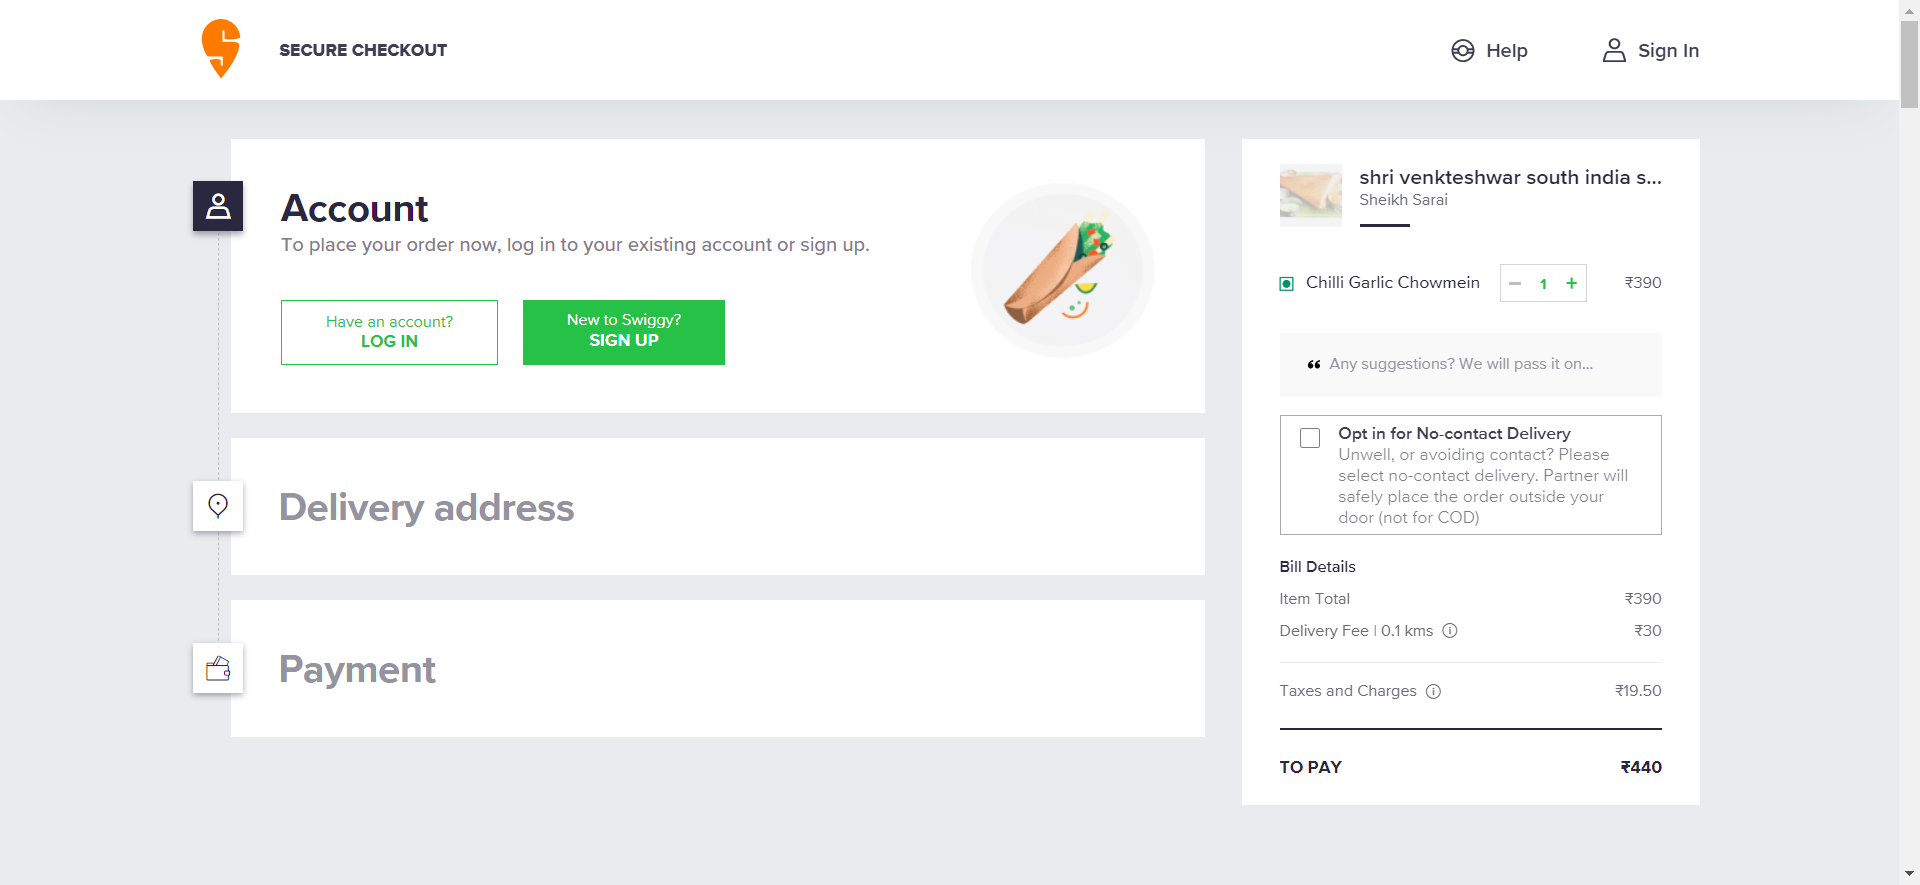 SECURE CHECKOUT
Help
Sign In
Account
To place your order now, log in to your existing account or sign up.
Have an account?
LOG IN
New to Swiggy?
SIGN UP
Delivery address
Payment
shri venkteshwar south india s...
Sheikh Sarai
Chilli Garlic Chowmein
1
₹390
❝ Any suggestions? We will pass it on...
Opt in for No-contact Delivery
Unwell, or avoiding contact? Please
select no-contact delivery. Partner will
safely place the order outside your
door (not for COD)
Bill Details
Item Total ₹390
Delivery Fee | 0.1 kms ₹30
Taxes and Charges ₹19.50
TO PAY ₹440